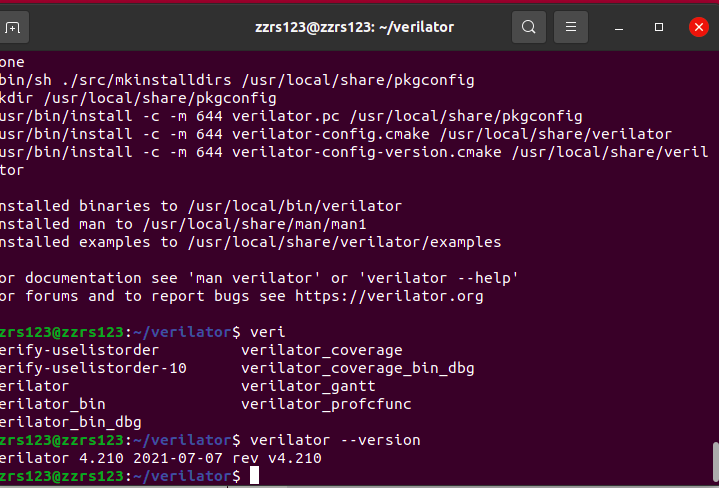 zzrs123@zzrs123: ~/verilator
one
bin/sh ./src/mkinstalldirs /usr/local/share/pkgconfig
kdir /usr/local/share/pkgconfig
usr/bin/install -c -m 644 verilator.pc /usr/local/share/pkgconfig
usr/bin/install -c -m 644 verilator-config.cmake /usr/local/share/verilator
usr/bin/install -c -m 644 verilator-config-version.cmake /usr/local/share/veril
tor
nstalled binaries to /usr/local/bin/verilator
nstalled man to /usr/local/share/man/man1
nstalled examples to /usr/local/share/verilator/examples
or documentation see 'man verilator' or 'verilator --help'
or forums and to report bugs see https://verilator.org
zzrs123@zzrs123:~/verilator$ veri
erify-uselistorder verilator_coverage
erify-uselistorder-10 verilator_coverage_bin_dbg
erilator verilator_gantt
erilator_bin verilator_profcfunc
erilator_bin_dbg
zzrs123@zzrs123:~/verilator$ verilator --version
erilator 4.210 2021-07-07 rev v4.210
zzrs123@zzrs123:~/verilator$